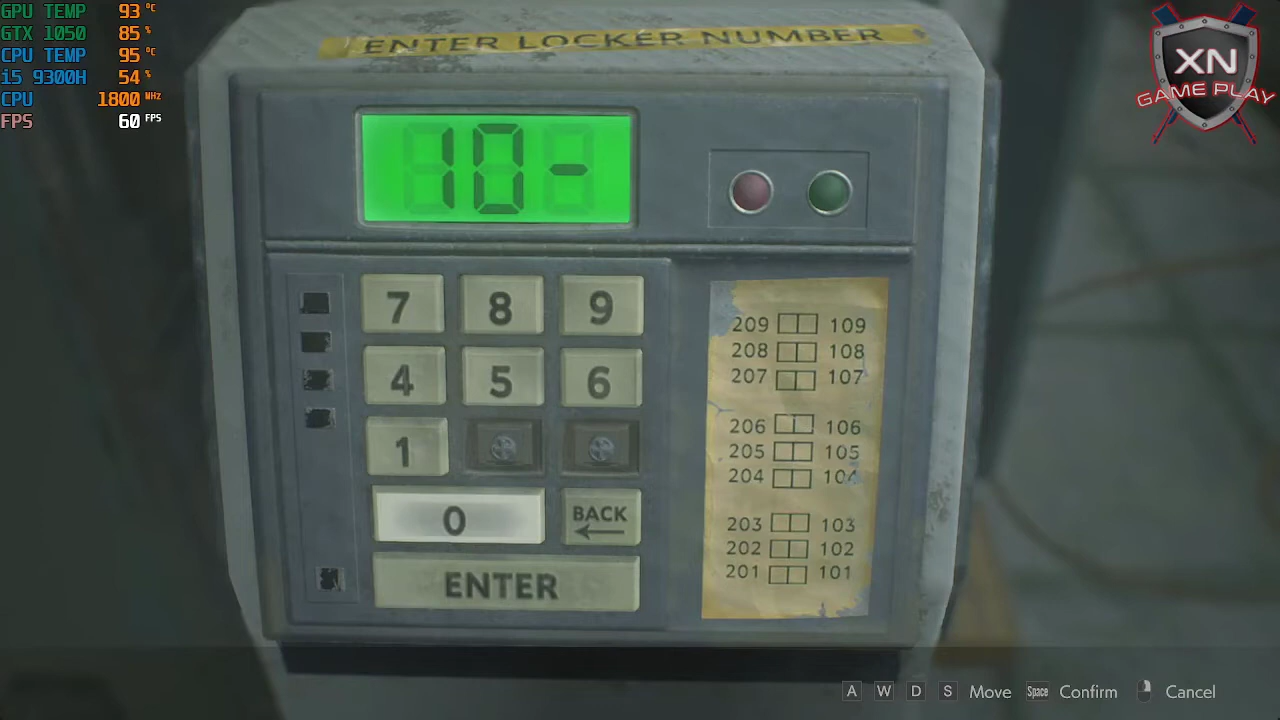 GPU TEMP 93 °C
GTX 1050 85 %
CPU TEMP 95 °C
i5 9300H 54 %
CPU 1800 MHz
FPS 60 FPS
XN
GAME PLAY
ENTER LOCKER NUMBER
10-
7 8 9
4 5 6
1
0 BACK
ENTER
209 109
208 108
207 107
206 106
205 105
204 104
203 103
202 102
201 101
A W D S Move Space Confirm Cancel